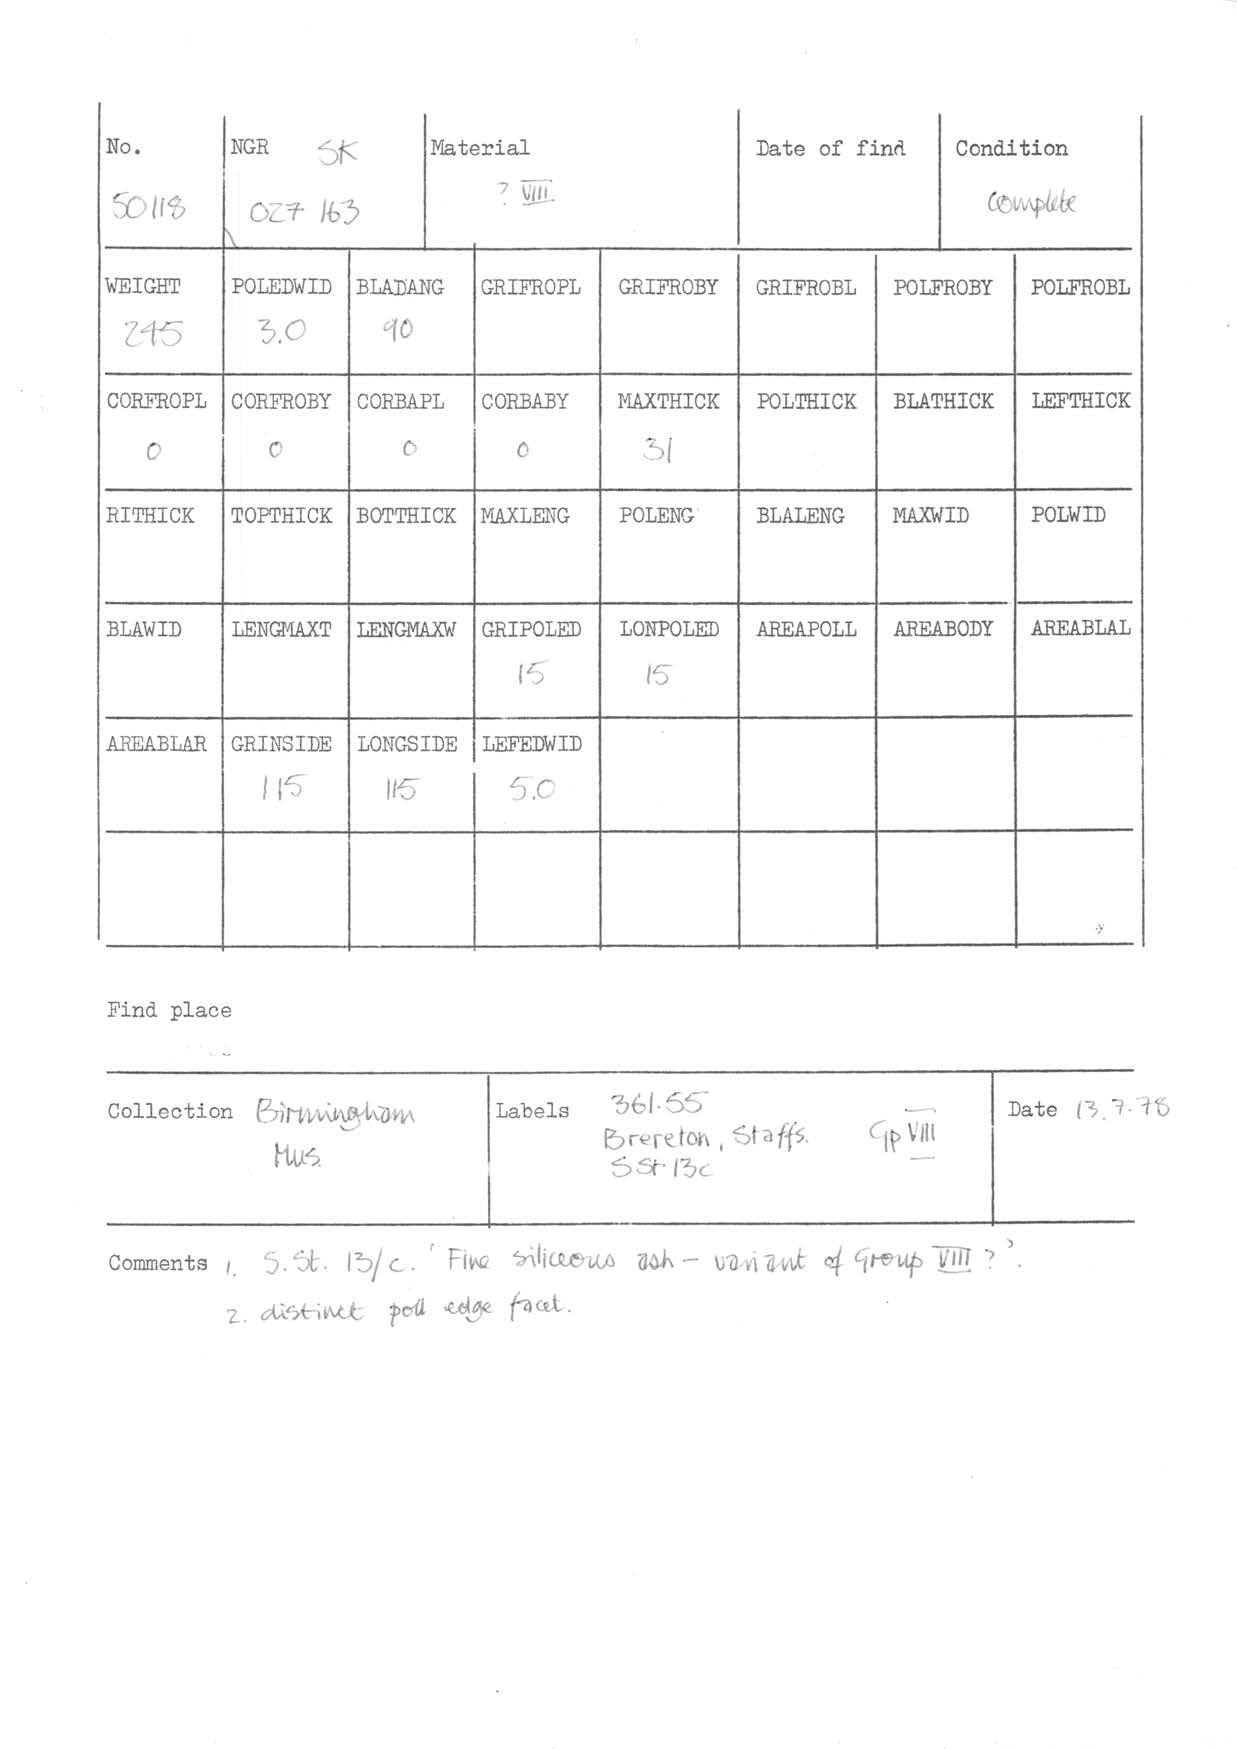 No. NGR SK Material Date of find Condition
50118 027 163 ? VIII complete
WEIGHT POLEDWID BLADANG GRIFROPL GRIFROBY GRIFROBL POLFROBY POLFROBL
245 3.0 90
CORFROPL CORFROBY CORBAPL CORBABY MAXTHICK POLTHICK BLATHICK LEFTHICK
0 0 0 0 31
RITHICK TOPTHICK BOTTHICK MAXLENG POLENG BLALENG MAXWID POLWID
BLAWID LENGMAXT LENGMAXW GRIPOLED LONPOLED AREAPOLL AREABODY AREABLAL
15 15
AREABLAR GRINSIDE LONGSIDE LEFEDWID
115 115 5.0
Find place
Collection Birmingham
Mus.
Labels 361.55
Brereton, Staffs. Gp VIII
S St 13c
Date 13.7.78
Comments 1. S.St. 13/c. 'Fine siliceous ash – variant of Group VIII ?'.
2. distinct poll edge facet.